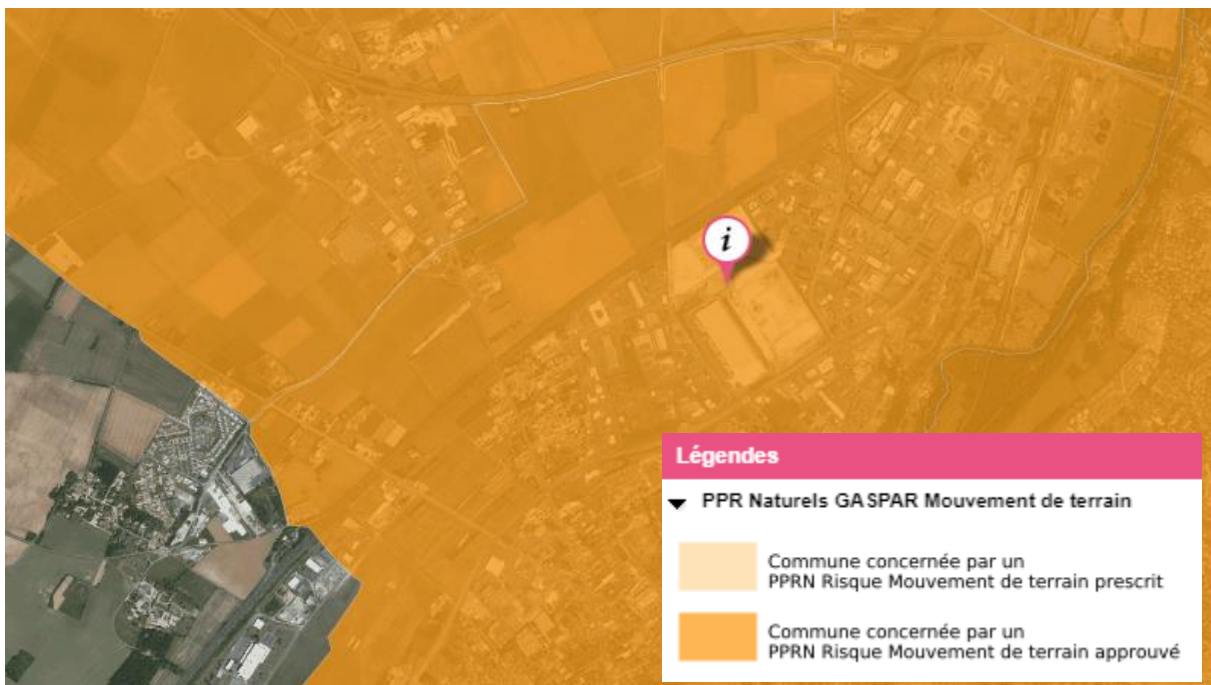 i
Légendes
PPR Naturels GASPAR Mouvement de terrain
Commune concernée par un
PPRN Risque Mouvement de terrain prescrit
Commune concernée par un
PPRN Risque Mouvement de terrain approuvé